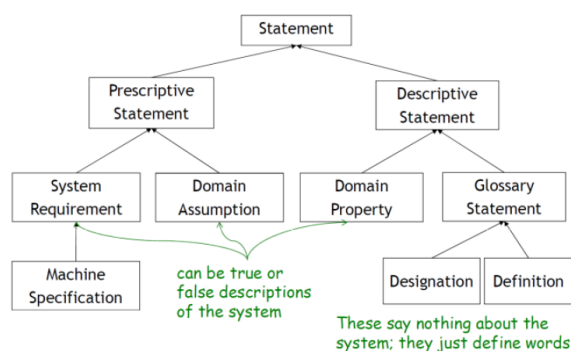 Statement
Prescriptive
Statement
Descriptive
Statement
System
Requirement
Domain
Assumption
Domain
Property
Glossary
Statement
Machine
Specification
can be true or
false descriptions
of the system
Designation
Definition
These say nothing about the
system; they just define words